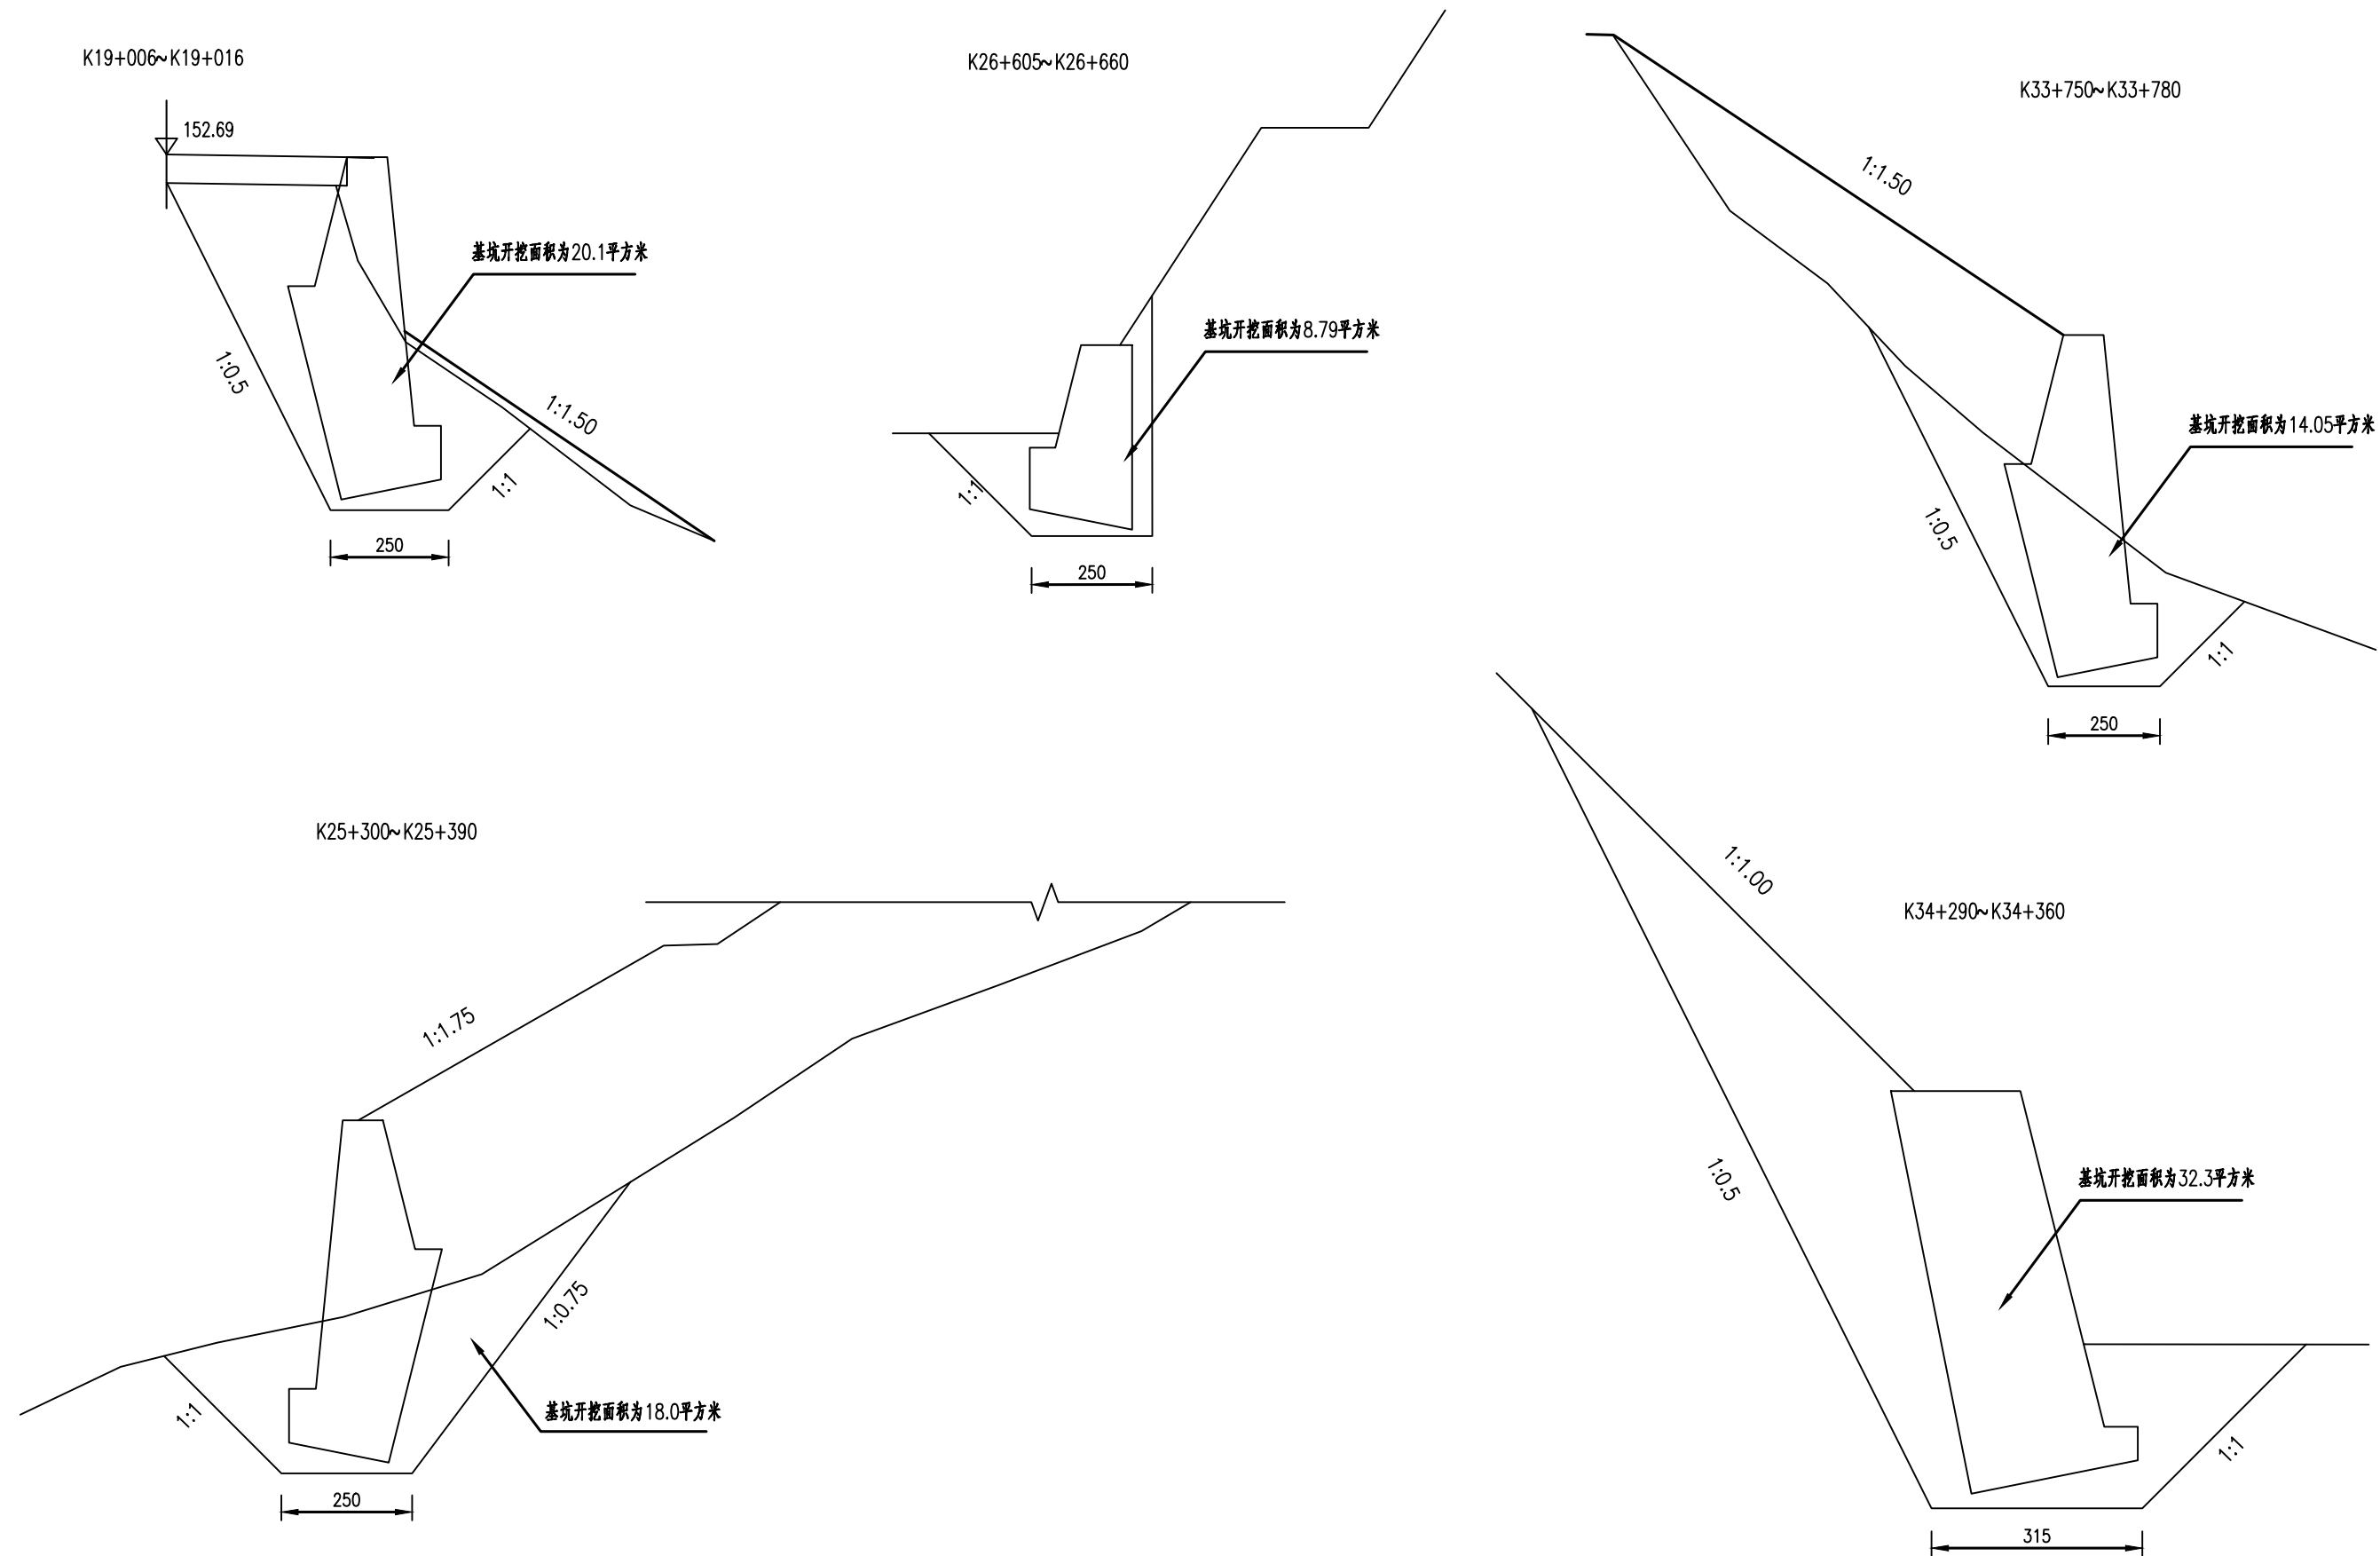 K19+006~K19+016
152.69
基坑开挖面积为20.1平方米
1:0.5
1:1.50
1:1
250
K26+605~K26+660
基坑开挖面积为8.79平方米
1:1
250
K33+750~K33+780
1:1.50
基坑开挖面积为14.05平方米
1:0.5
1:1
250
K25+300~K25+390
1:1.75
1:0.75
1:1
基坑开挖面积为18.0平方米
250
1:1.00
K34+290~K34+360
1:0.5
基坑开挖面积为32.3平方米
1:1
315